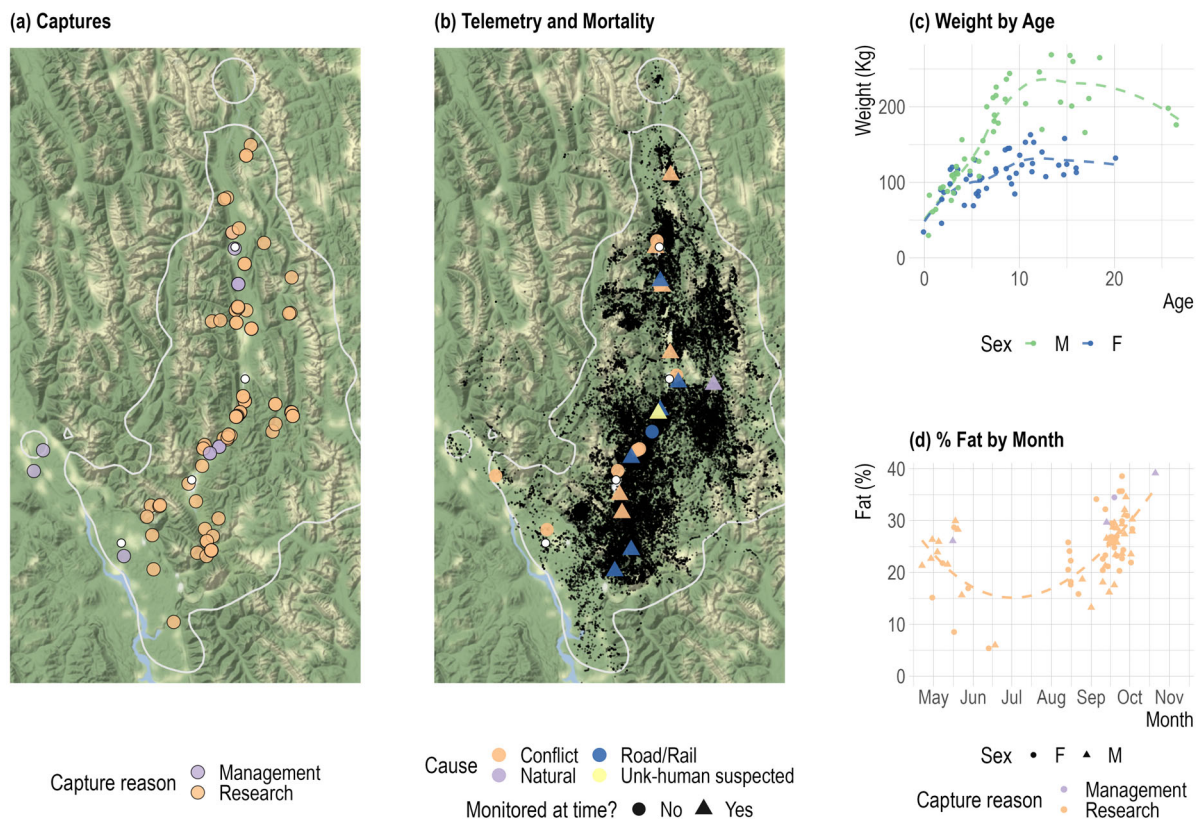 (a) Captures
(b) Telemetry and Mortality
(c) Weight by Age
Weight (Kg)
200
100
0
0 10 20
Age
Sex M F
(d) % Fat by Month
Fat (%)
40
30
20
10
0
May Jun Jul Aug Sep Oct Nov
Month
Sex F M
Capture reason Management
Research
Cause Conflict Road/Rail
Natural Unk-human suspected
Monitored at time? No Yes
Capture reason Management
Research